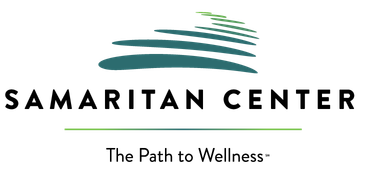 SAMARITAN CENTER
The Path to Wellness℠